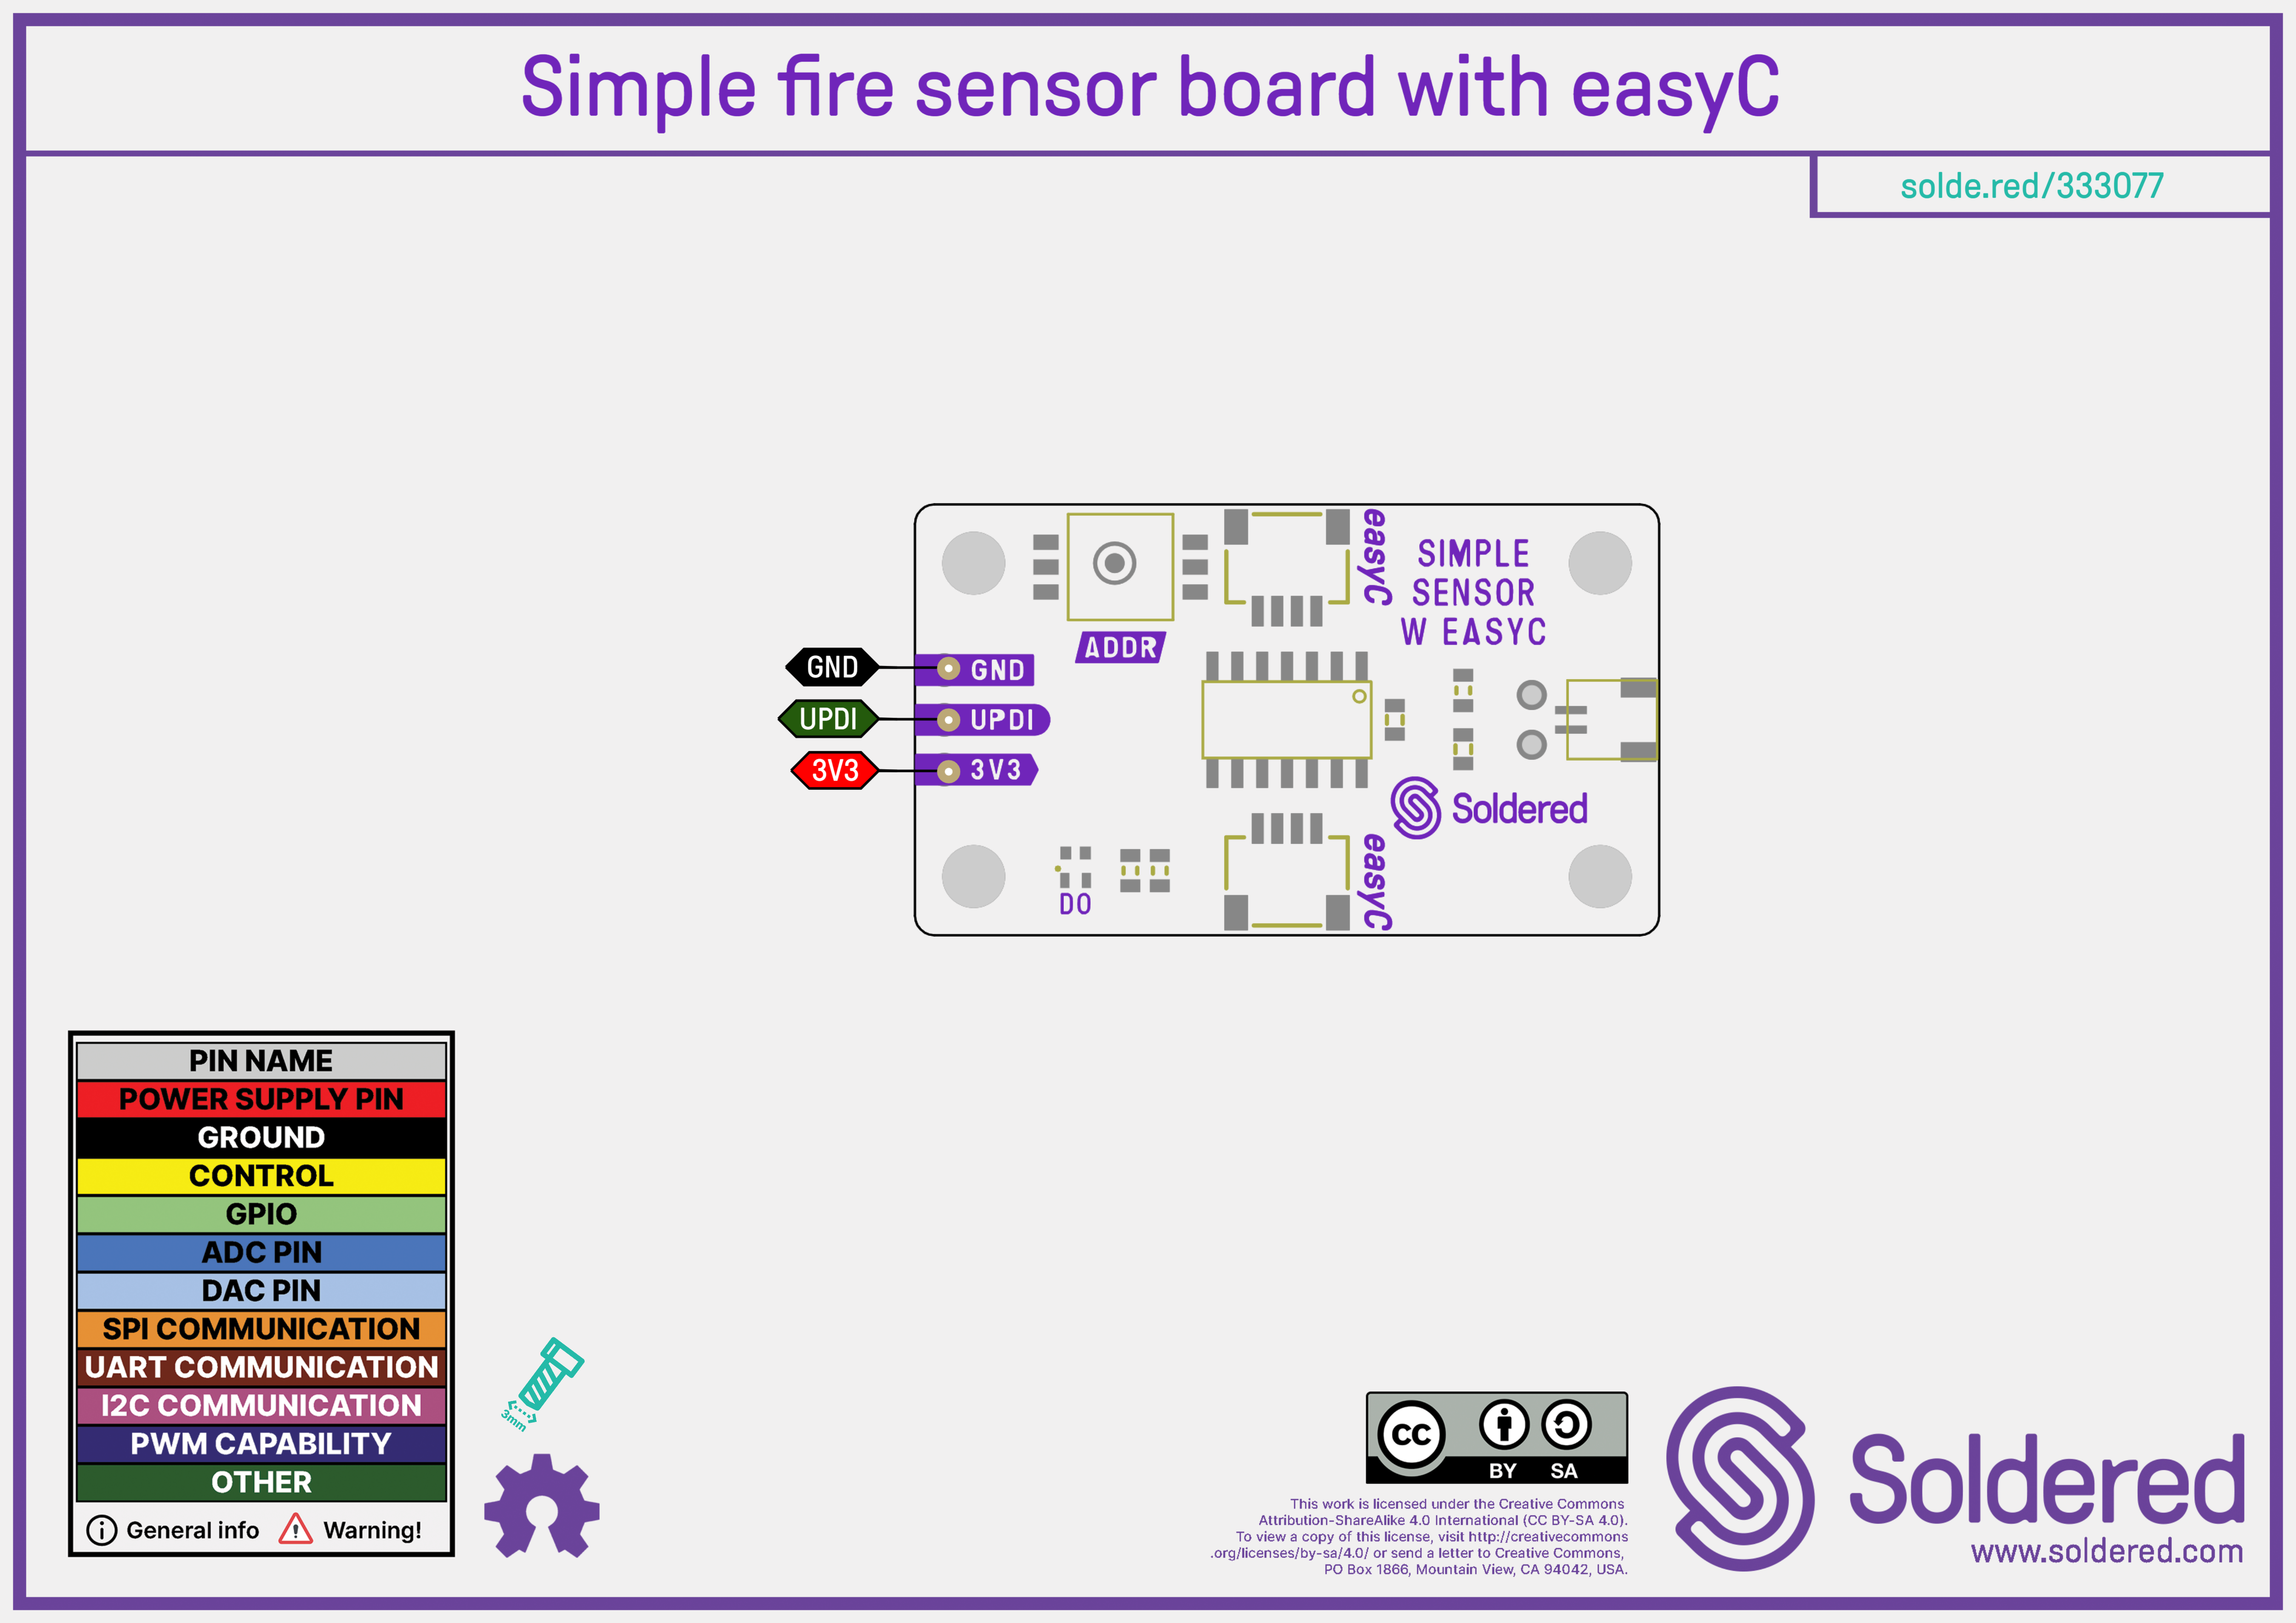 Simple fire sensor board with easyC
solde.red/333077
easyC
SIMPLE
SENSOR
W EASYC
ADDR
GND
GND
UPDI
UPDI
3V3
3V3
Soldered
easyC
DO
PIN NAME
POWER SUPPLY PIN
GROUND
CONTROL
GPIO
ADC PIN
DAC PIN
SPI COMMUNICATION
UART COMMUNICATION
I2C COMMUNICATION
PWM CAPABILITY
OTHER
General info
Warning!
3mm
cc
BY SA
This work is licensed under the Creative Commons
Attribution-ShareAlike 4.0 International (CC BY-SA 4.0).
To view a copy of this license, visit http://creativecommons
.org/licenses/by-sa/4.0/ or send a letter to Creative Commons,
PO Box 1866, Mountain View, CA 94042, USA.
Soldered
www.soldered.com